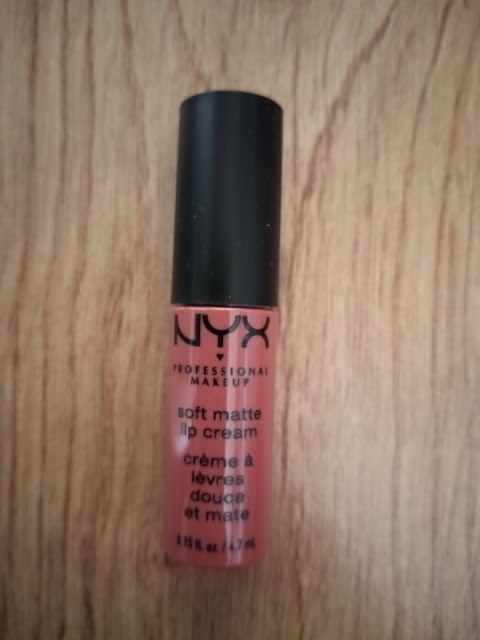 NYX
PROFESSIONAL
MAKEUP
soft matte
lip cream
crème à
lèvres
douce
et mate
0.15 fl. oz. / 4.7 mL